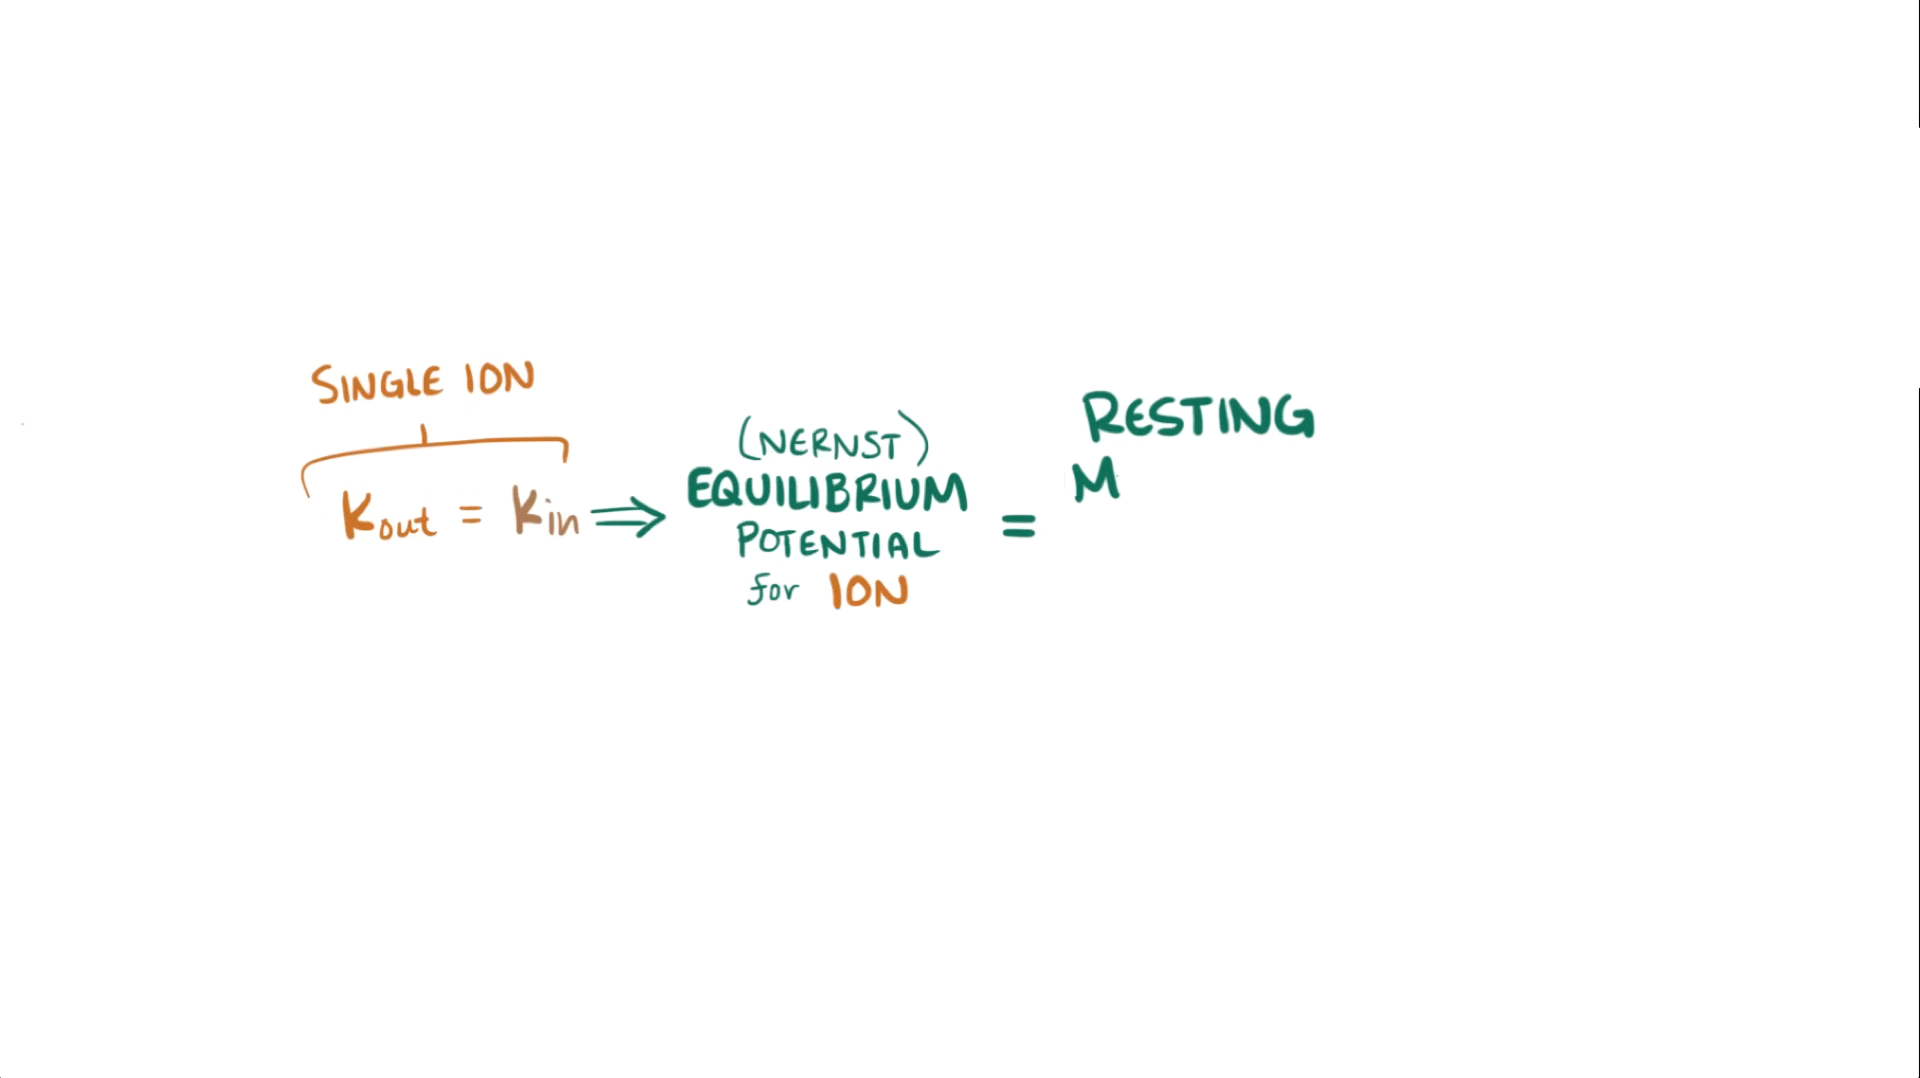 SINGLE ION
Kout = Kin ⇒
(NERNST)
EQUILIBRIUM
POTENTIAL
for ION
=
RESTING
M